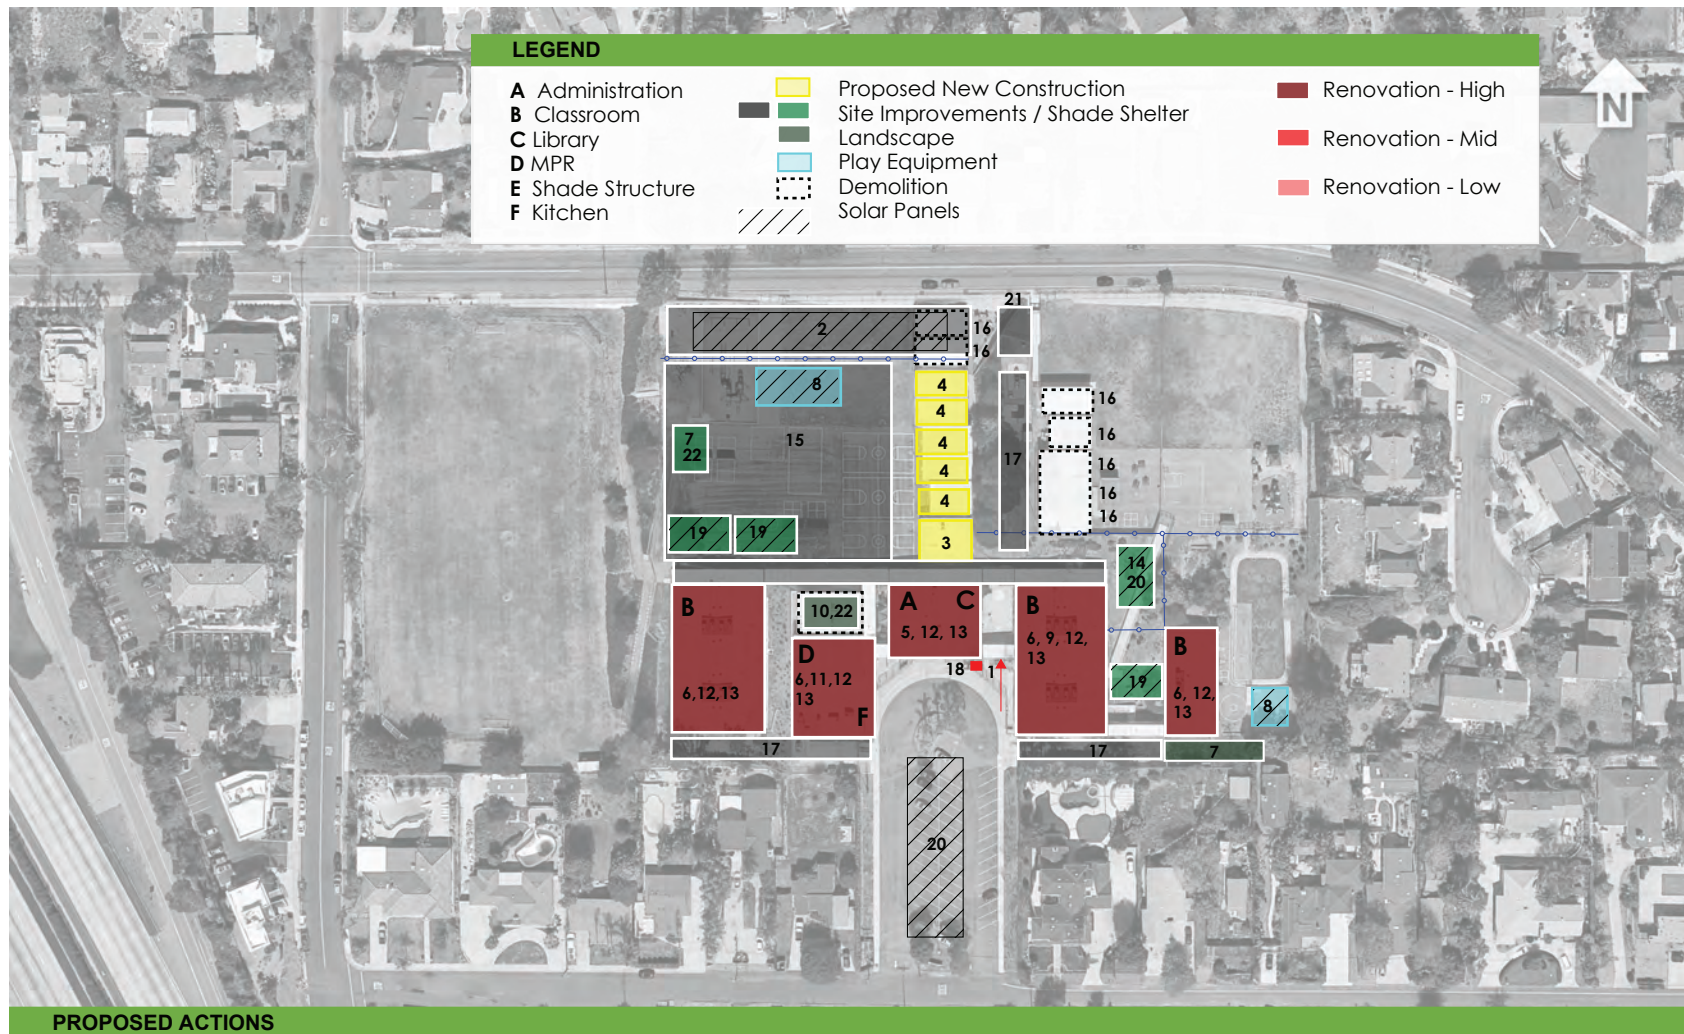 LEGEND
A Administration
B Classroom
C Library
D MPR
E Shade Structure
F Kitchen
Proposed New Construction
Site Improvements / Shade Shelter
Landscape
Play Equipment
Demolition
Solar Panels
Renovation - High
Renovation - Mid
Renovation - Low
N
21
2
16
16
8
4
4
4
4
4
3
7
22
15
17
16
16
16
16
16
19
19
14
20
B
6,12,13
10,22
D
6,11,12
13
F
A C
5, 12, 13
18
1
B
6, 9, 12,
13
19
B
6, 12,
13
8
17
17
7
20
PROPOSED ACTIONS